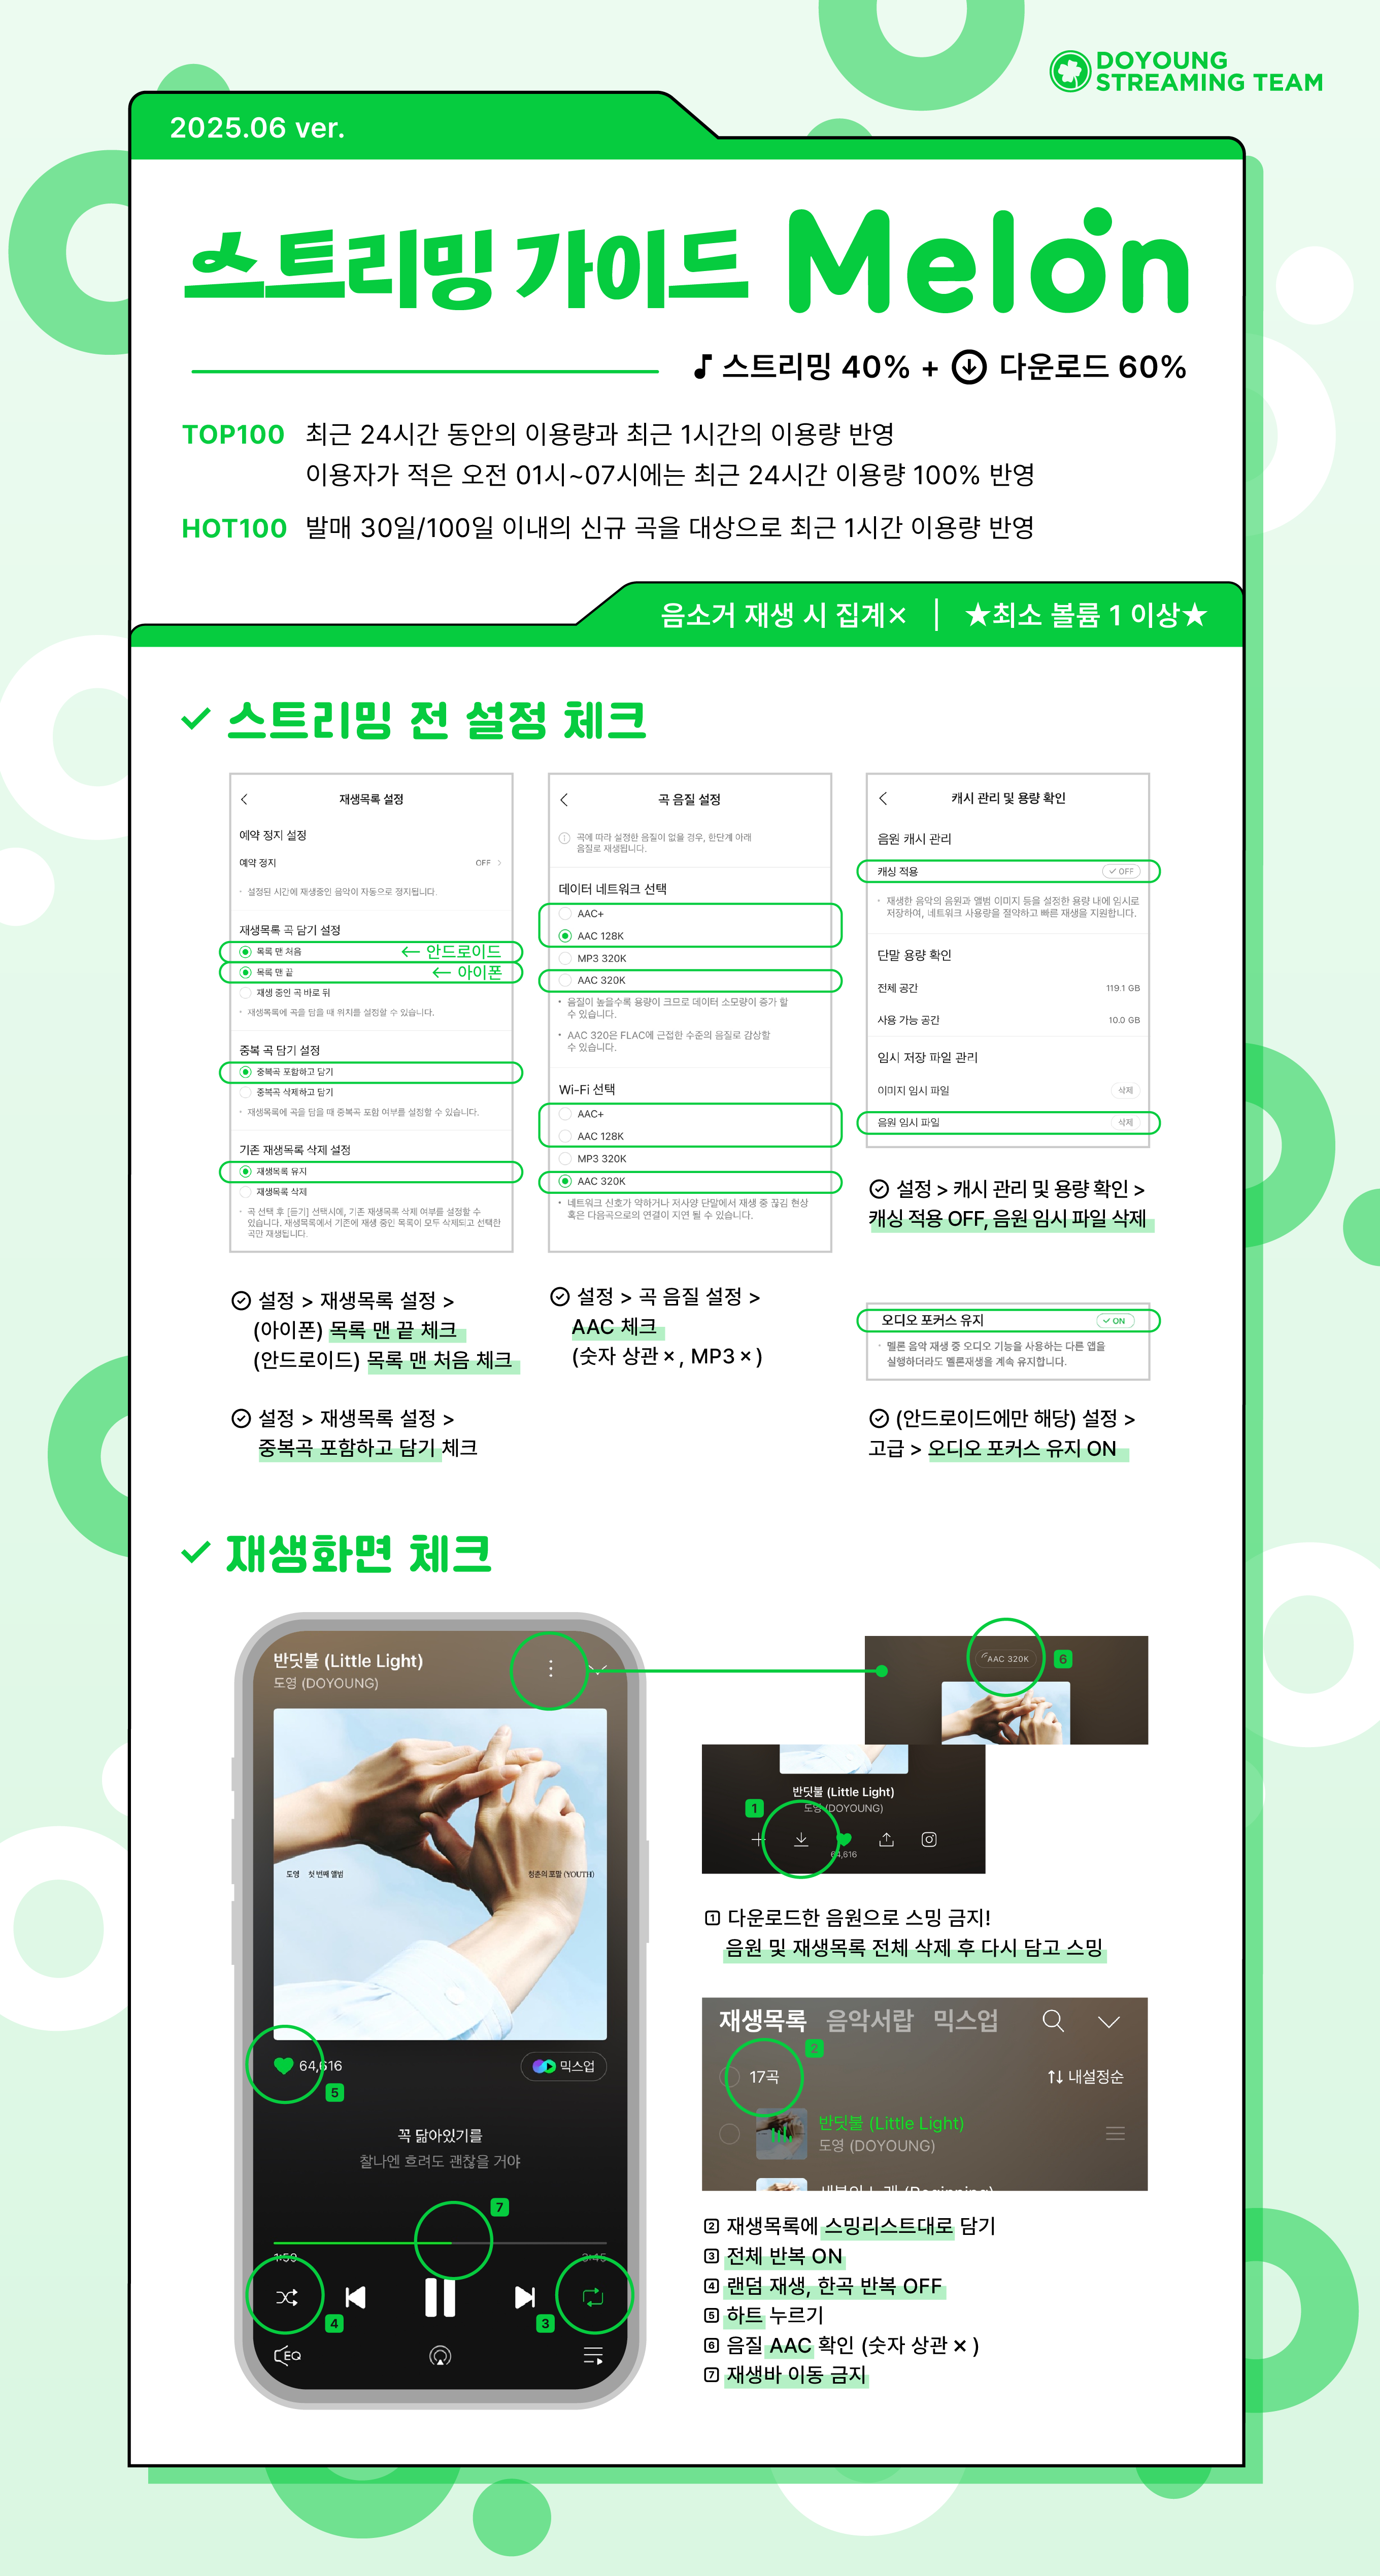 DOYOUNG
STREAMING TEAM
2025.06 ver.
스트리밍 가이드 Melon
스트리밍 40% + 다운로드 60%
TOP100 최근 24시간 동안의 이용량과 최근 1시간의 이용량 반영
이용자가 적은 오전 01시~07시에는 최근 24시간 이용량 100% 반영
HOT100 발매 30일/100일 이내의 신규 곡을 대상으로 최근 1시간 이용량 반영
음소거 재생 시 집계× | ★최소 볼륨 1 이상★
✓ 스트리밍 전 설정 체크
재생목록 설정
예약 정지 설정
예약 정지 OFF >
• 설정된 시간에 재생중인 음악이 자동으로 정지됩니다.
재생목록 곡 담기 설정
목록 맨 처음 ← 안드로이드
목록 맨 끝 ← 아이폰
재생 중인 곡 바로 뒤
• 재생목록에 곡을 담을 때 위치를 설정할 수 있습니다.
중복 곡 담기 설정
중복곡 포함하고 담기
중복곡 삭제하고 담기
• 재생목록에 곡을 담을 때 중복곡 포함 여부를 설정할 수 있습니다.
기존 재생목록 삭제 설정
재생목록 유지
재생목록 삭제
• 곡 선택 후 [듣기] 선택시에, 기존 재생목록 삭제 여부를 설정할 수
있습니다. 재생목록에서 기존에 재생 중인 목록이 모두 삭제되고 선택한
곡만 재생됩니다.
설정 > 재생목록 설정 >
(아이폰) 목록 맨 끝 체크
(안드로이드) 목록 맨 처음 체크
설정 > 재생목록 설정 >
중복곡 포함하고 담기 체크
곡 음질 설정
곡에 따라 설정한 음질이 없을 경우, 한단계 아래
음질로 재생됩니다.
데이터 네트워크 선택
AAC+
AAC 128K
MP3 320K
AAC 320K
• 음질이 높을수록 용량이 크므로 데이터 소모량이 증가 할
수 있습니다.
• AAC 320은 FLAC에 근접한 수준의 음질로 감상할
수 있습니다.
Wi-Fi 선택
AAC+
AAC 128K
MP3 320K
AAC 320K
• 네트워크 신호가 약하거나 저사양 단말에서 재생 중 끊김 현상
혹은 다음곡으로의 연결이 지연 될 수 있습니다.
설정 > 곡 음질 설정 >
AAC 체크
(숫자 상관×, MP3×)
캐시 관리 및 용량 확인
음원 캐시 관리
캐싱 적용 ✓ OFF
• 재생한 음악의 음원과 앨범 이미지 등을 설정한 용량 내에 임시로
저장하여, 네트워크 사용량을 절약하고 빠른 재생을 지원합니다.
단말 용량 확인
전체 공간 119.1 GB
사용 가능 공간 10.0 GB
임시 저장 파일 관리
이미지 임시 파일 삭제
음원 임시 파일 삭제
설정 > 캐시 관리 및 용량 확인 >
캐싱 적용 OFF, 음원 임시 파일 삭제
오디오 포커스 유지 ✓ ON
• 멜론 음악 재생 중 오디오 기능을 사용하는 다른 앱을
실행하더라도 멜론재생을 계속 유지합니다.
(안드로이드에만 해당) 설정 >
고급 > 오디오 포커스 유지 ON
✓ 재생화면 체크
반딧불 (Little Light)
도영 (DOYOUNG)
도영 첫 번째 앨범 청춘의 포말 (YOUTH)
64,616 믹스업
5
꼭 닮아있기를
찰나엔 흐려도 괜찮을 거야
7
1:59 3:45
4 3
EQ
AAC 320K
6
반딧불 (Little Light)
도영 (DOYOUNG)
1
64,616
1 다운로드한 음원으로 스밍 금지!
음원 및 재생목록 전체 삭제 후 다시 담고 스밍
재생목록 음악서랍 믹스업
2
17곡 내설정순
반딧불 (Little Light)
도영 (DOYOUNG)
새봄의 노래 (Beginning)
2 재생목록에 스밍리스트대로 담기
3 전체 반복 ON
4 랜덤 재생, 한곡 반복 OFF
5 하트 누르기
6 음질 AAC 확인 (숫자 상관×)
7 재생바 이동 금지